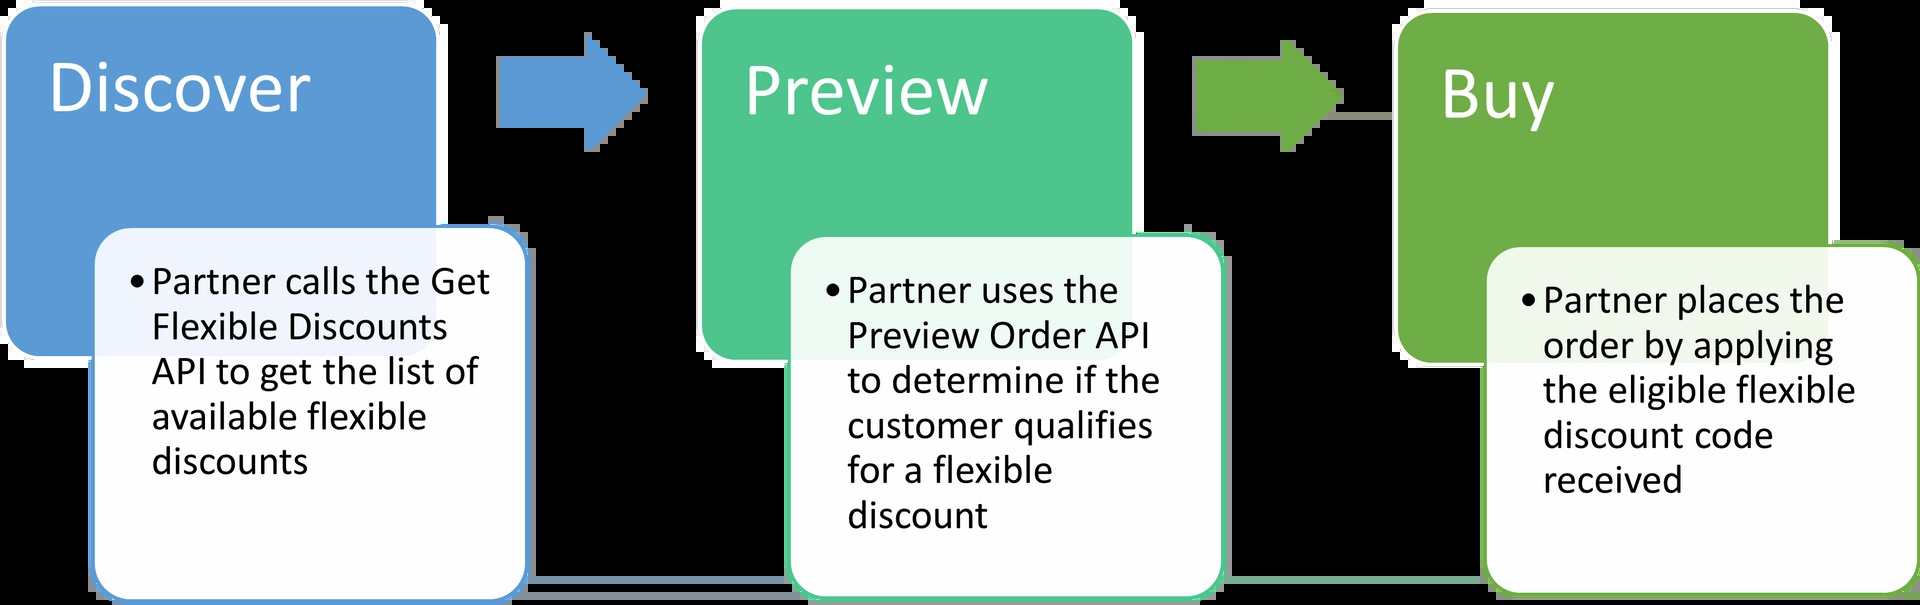 Discover
• Partner calls the Get
Flexible Discounts
API to get the list of
available flexible
discounts
Preview
• Partner uses the
Preview Order API
to determine if the
customer qualifies
for a flexible
discount
Buy
• Partner places the
order by applying
the eligible flexible
discount code
received